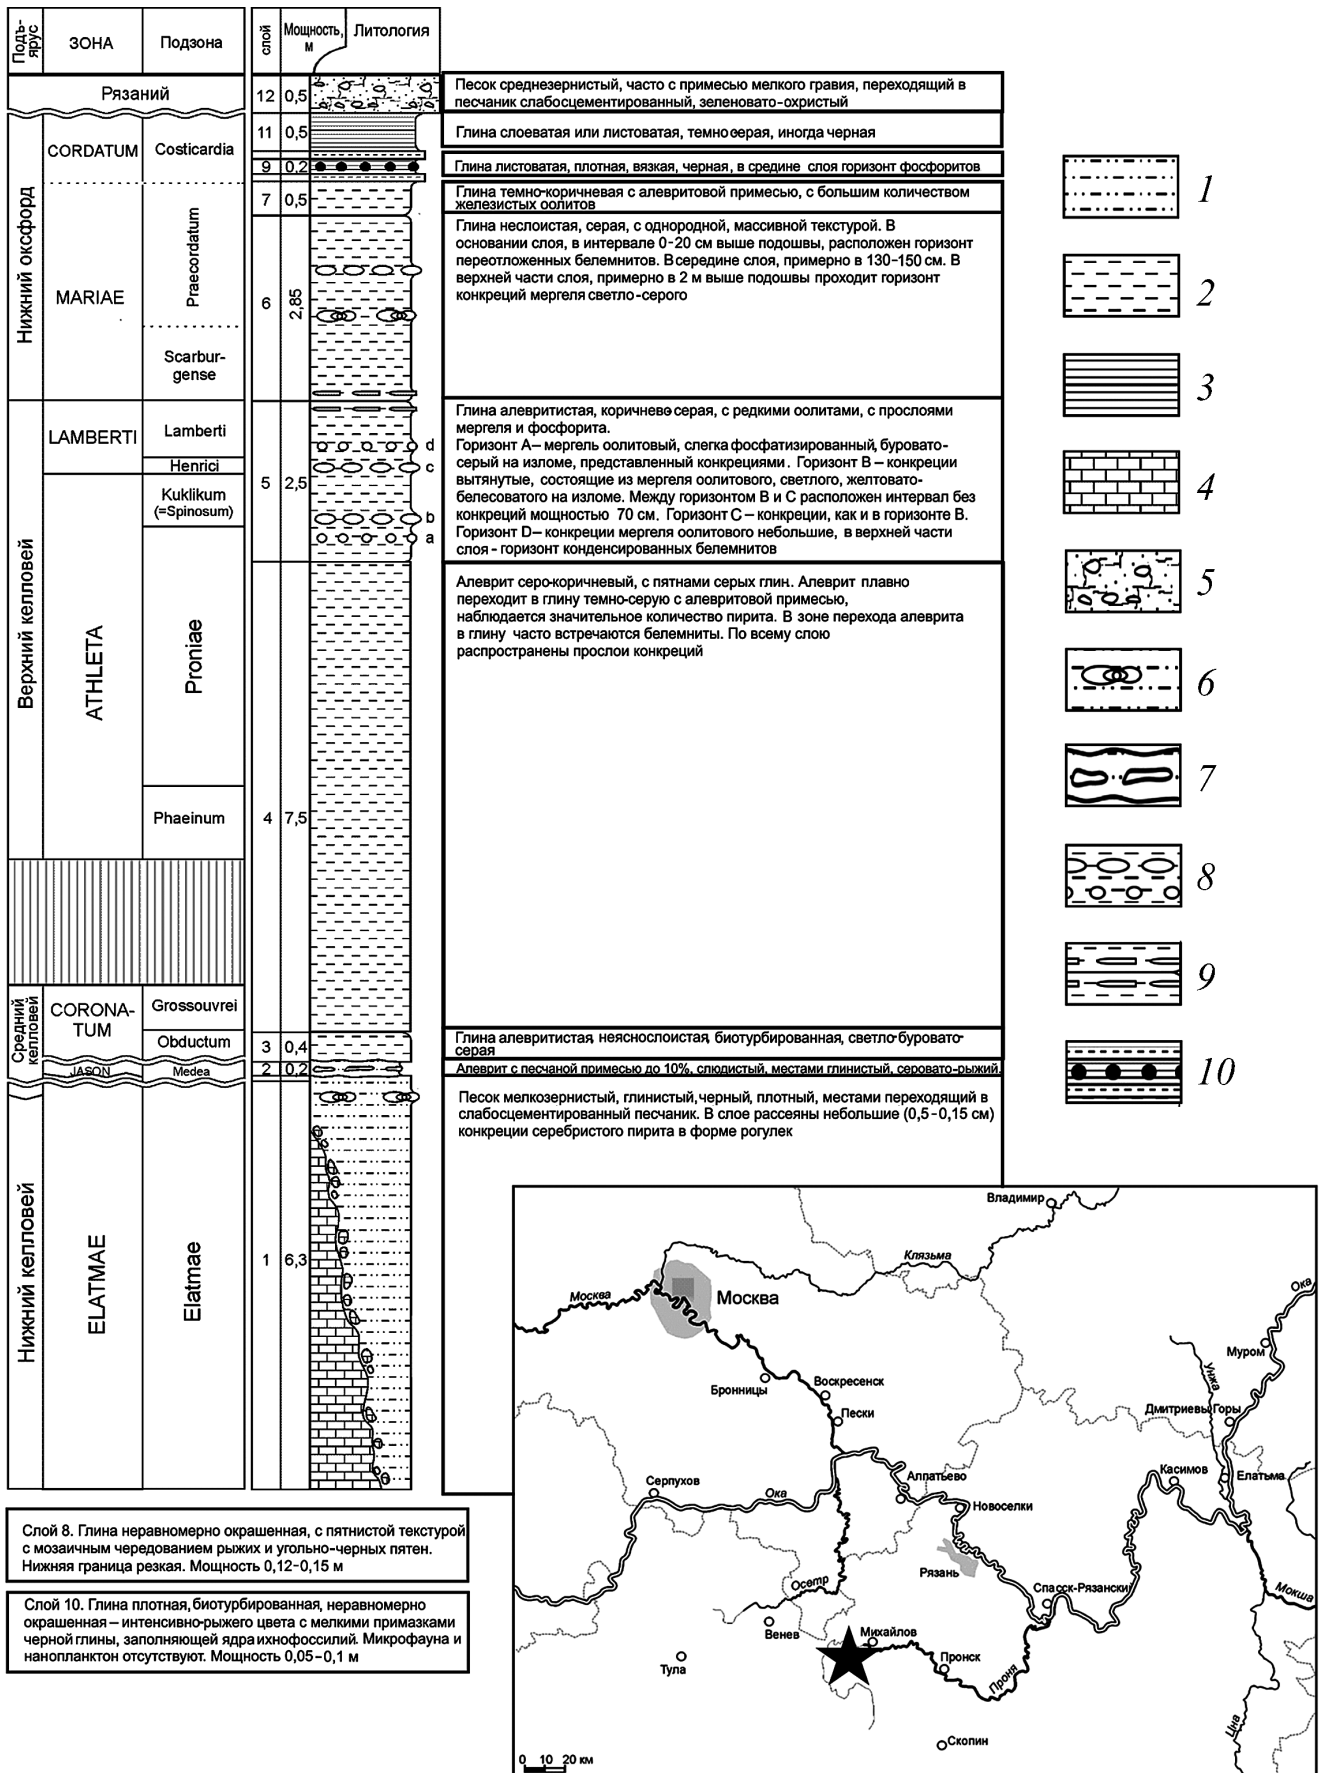 Подъ-
ярус
ЗОНА
Подзона
слой
Мощность,
м
Литология
Рязаний
12
0,5
Песок среднезернистый, часто с примесью мелкого гравия, переходящий в
песчаник слабосцементированный, зеленовато-охристый
Нижний оксфорд
CORDATUM
Costicardia
11
0,5
Глина слоеватая или листоватая, темно-серая, иногда черная
9
0,2
Глина листоватая, плотная, вязкая, черная, в средине слоя горизонт фосфоритов
MARIAE
Praecordatum
Scarbur-
gense
7
0,5
Глина темно-коричневая с алевритовой примесью, с большим количеством
железистых оолитов
6
2,85
Глина неслоистая, серая, с однородной, массивной текстурой. В
основании слоя, в интервале 0-20 см выше подошвы, расположен горизонт
переотложенных белемнитов. В середине слоя, примерно в 130-150 см. В
верхней части слоя, примерно в 2 м выше подошвы проходит горизонт
конкреций мергеля светло-серого
Верхний келловей
LAMBERTI
Lamberti
Henrici
Kuklikum
(=Spinosum)
5
2,5
d
c
b
a
Глина алевритистая, коричнево-серая, с редкими оолитами, с прослоями
мергеля и фосфорита.
Горизонт А – мергель оолитовый, слегка фосфатизированный, буровато-
серый на изломе, представленный конкрециями. Горизонт В – конкреции
вытянутые, состоящие из мергеля оолитового, светлого, желтовато-
белесоватого на изломе. Между горизонтом В и С расположен интервал без
конкреций мощностью 70 см. Горизонт С – конкреции, как и в горизонте В.
Горизонт D – конкреции мергеля оолитового небольшие, в верхней части
слоя - горизонт конденсированных белемнитов
ATHLETA
Proniae
Phaeinum
4
7,5
Алеврит серо-коричневый, с пятнами серых глин. Алеврит плавно
переходит в глину темно-серую с алевритовой примесью,
наблюдается значительное количество пирита. В зоне перехода алеврита
в глину часто встречаются белемниты. По всему слою
распространены прослои конкреций
Средний
келловей
CORONA-
TUM
Grossouvrei
Obductum
3
0,4
Глина алевритистая, неяснослоистая, биотурбированная, светло-буровато-
серая
JASON
Medea
2
0,2
Алеврит с песчаной примесью до 10%, слюдистый, местами глинистый, серовато-рыжий.
Нижний келловей
ELATMAE
Elatmae
1
6,3
Песок мелкозернистый, глинистый, черный, плотный, местами переходящий в
слабосцементированный песчаник. В слое рассеяны небольшие (0,5-0,15 см)
конкреции серебристого пирита в форме рогулек
1
2
3
4
5
6
7
8
9
10
Слой 8. Глина неравномерно окрашенная, с пятнистой текстурой
с мозаичным чередованием рыжих и угольно-черных пятен.
Нижняя граница резкая. Мощность 0,12-0,15 м
Слой 10. Глина плотная, биотурбированная, неравномерно
окрашенная – интенсивно-рыжего цвета с мелкими примазками
черной глины, заполняющей ядра ихнофоссилий. Микрофауна и
нанопланктон отсутствуют. Мощность 0,05-0,1 м
Владимир
Клязьма
Москва
Москва
Ока
Муром
Унжа
Бронницы
Воскресенск
Пески
Дмитриевы Горы
Касимов
Елатьма
Серпухов
Ока
Алпатьево
Новоселки
Рязань
Осетр
Спасск-Рязанский
Мокша
Венев
Михайлов
Тула
Пронск
Проня
Цна
Скопин
0 10 20 км